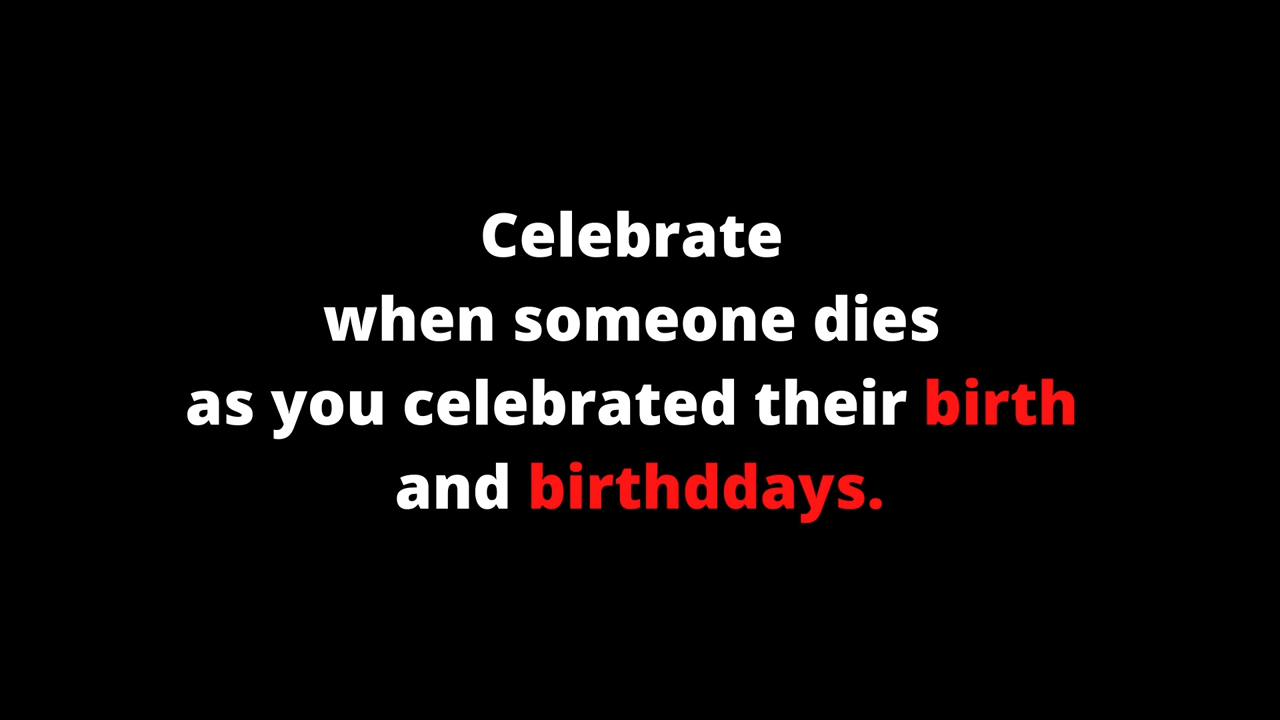 Celebrate
when someone dies
as you celebrated their birth
and birthddays.